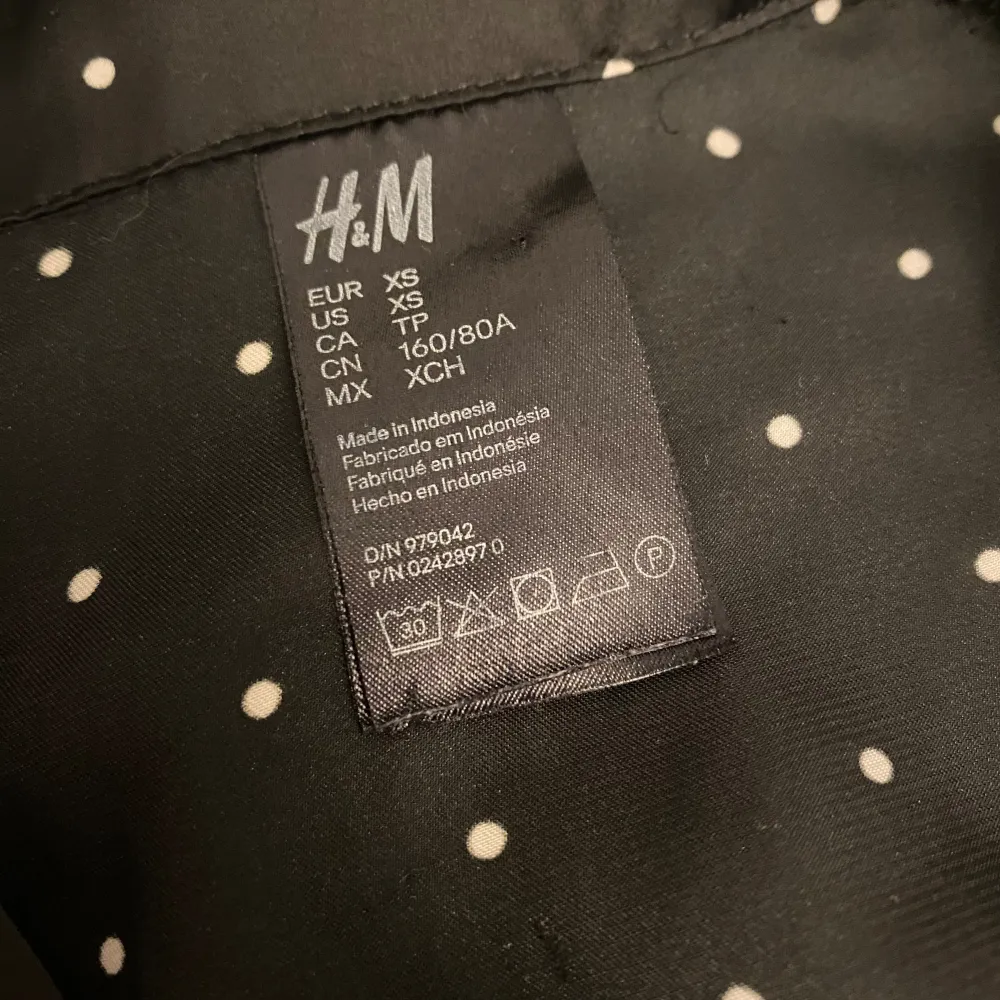 H&M
EUR XS
US XS
CA TP
CN 160/80A
MX XCH
Made in Indonesia
Fabricado em Indonésia
Fabriqué en Indonésie
Hecho en Indonesia
O/N 979042
P/N 0242897 0
30
P